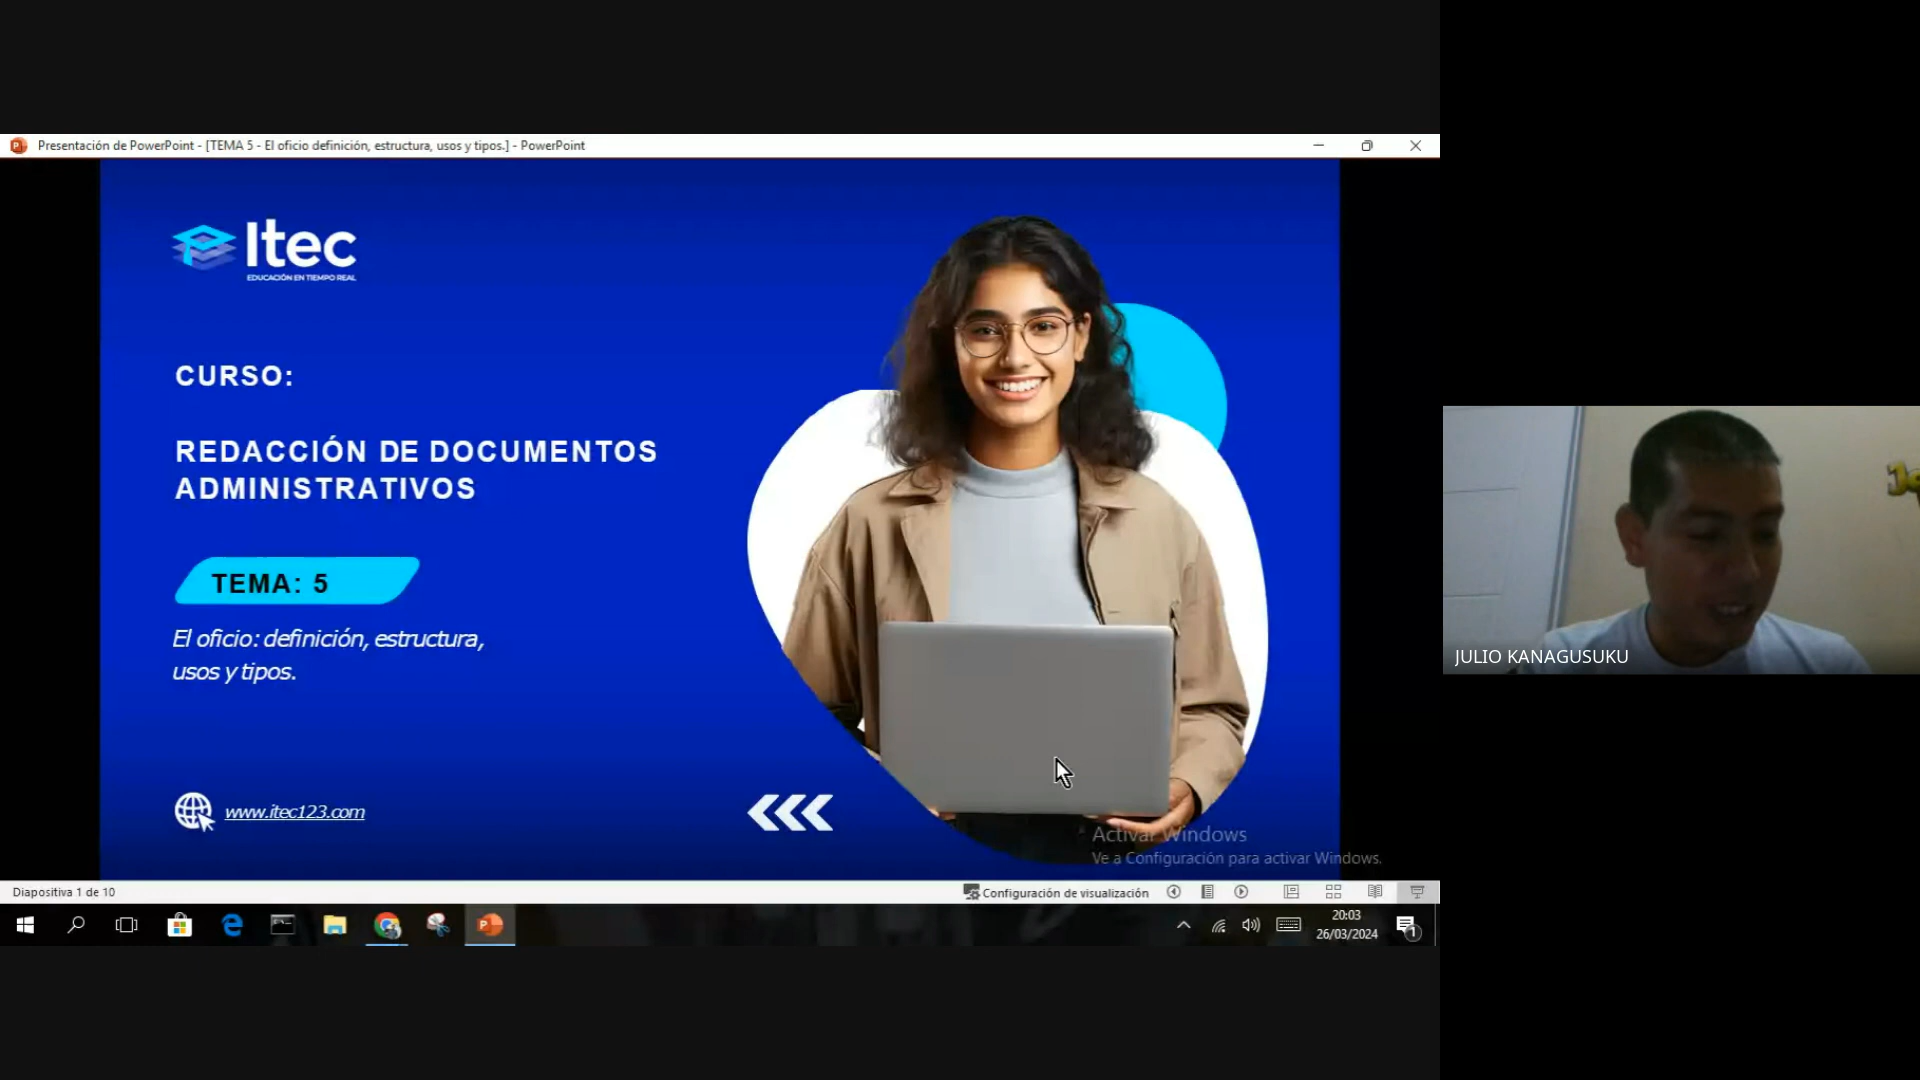 Presentación de PowerPoint - [TEMA 5 - El oficio definición, estructura, usos y tipos.] - PowerPoint
Itec
EDUCACIÓN EN TIEMPO REAL
CURSO:
REDACCIÓN DE DOCUMENTOS
ADMINISTRATIVOS
TEMA: 5
El oficio: definición, estructura,
usos y tipos.
www.itec123.com
Activar Windows
Ve a Configuración para activar Windows.
JULIO KANAGUSUKU
Diapositiva 1 de 10
Configuración de visualización
20:03
26/03/2024
1